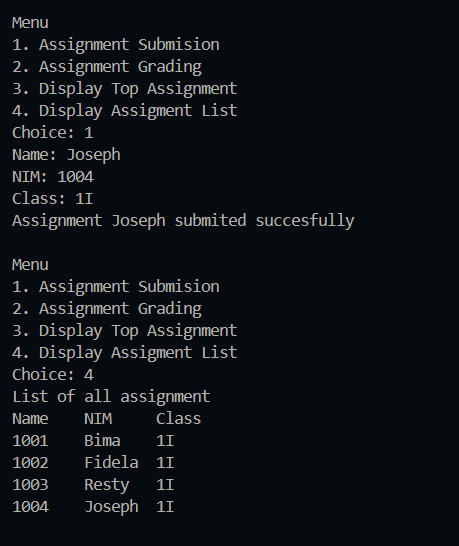 Menu
1. Assignment Submision
2. Assignment Grading
3. Display Top Assignment
4. Display Assigment List
Choice: 1
Name: Joseph
NIM: 1004
Class: 1I
Assignment Joseph submited succesfully

Menu
1. Assignment Submision
2. Assignment Grading
3. Display Top Assignment
4. Display Assigment List
Choice: 4
List of all assignment
Name    NIM     Class
1001    Bima    1I
1002    Fidela  1I
1003    Resty   1I
1004    Joseph  1I